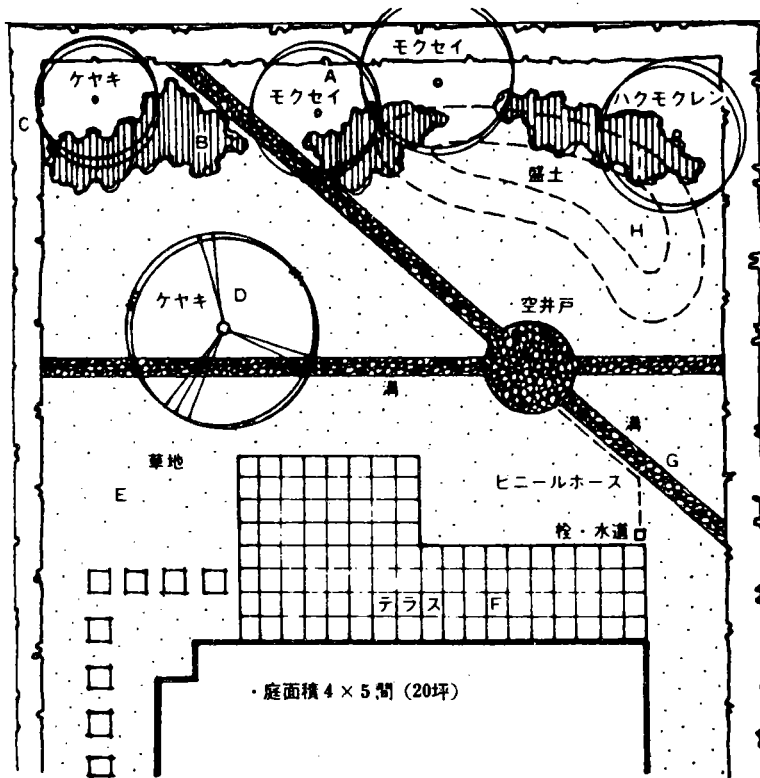 モクセイ
ケヤキ
A
モクセイ
ハクモクレン
C
B
盛土
H
ケヤキ
D
空井戸
溝
溝
G
草地
E
ビニールホース
栓・水道
テラス F
・庭面積4×5間(20坪)